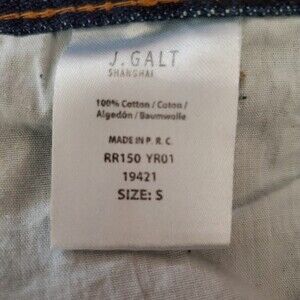 J. GALT
SHANGHAI
100% Cotton / Coton /
Algodón / Baumwolle
MADE IN P. R. C.
RR150 YR01
19421
SIZE: S